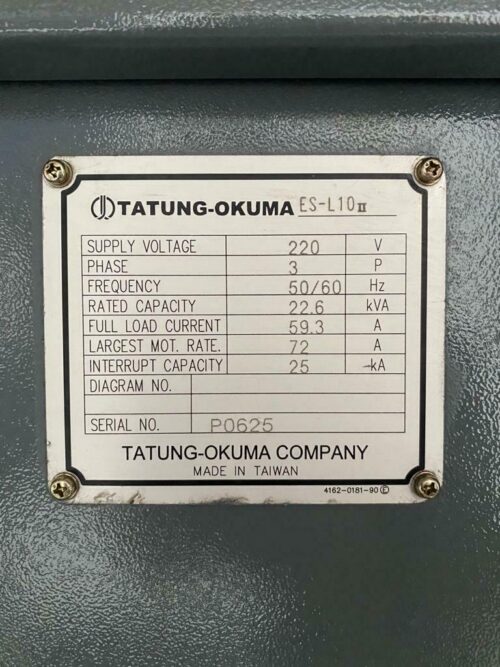 TATUNG-OKUMA ES-L10 II
SUPPLY VOLTAGE 220 V
PHASE 3 P
FREQUENCY 50/60 Hz
RATED CAPACITY 22.6 kVA
FULL LOAD CURRENT 59.3 A
LARGEST MOT. RATE. 72 A
INTERRUPT CAPACITY 25 kA
DIAGRAM NO.
SERIAL NO. P0625
TATUNG-OKUMA COMPANY
MADE IN TAIWAN
4162-0181-90 Ⓔ